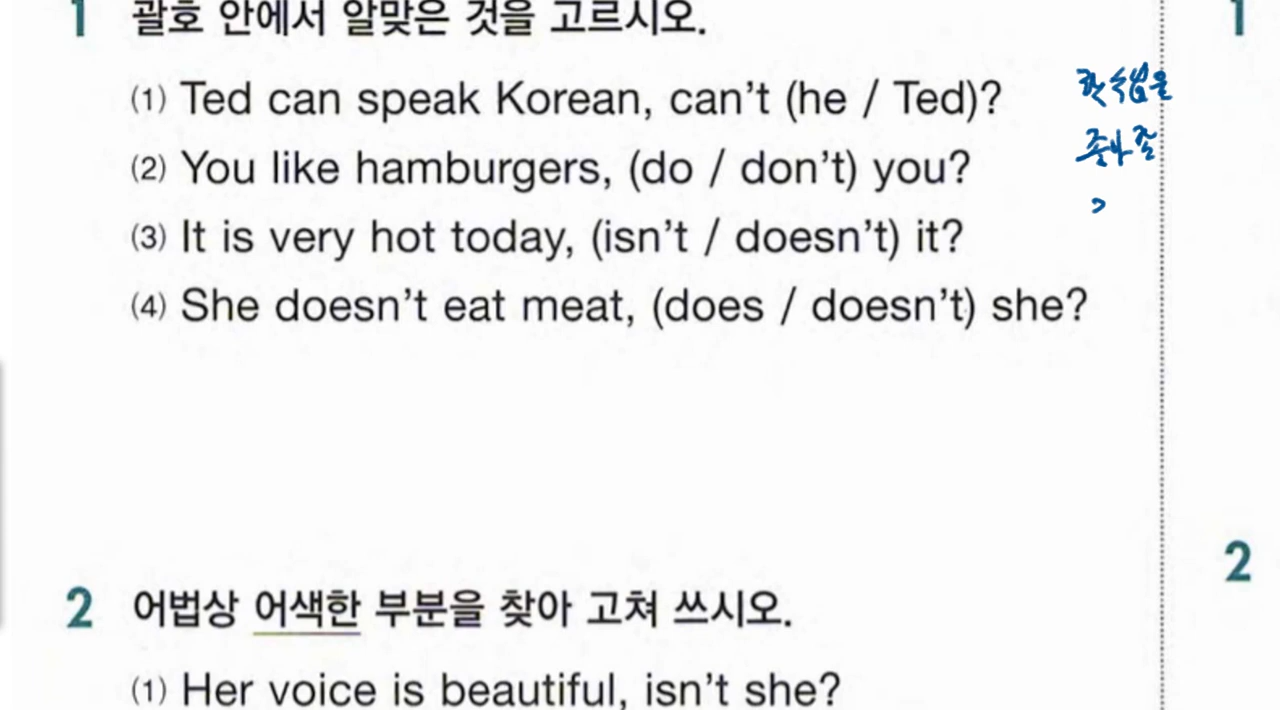 1 괄호 안에서 알맞은 것을 고르시오.
(1) Ted can speak Korean, can't (he / Ted)?
(2) You like hamburgers, (do / don't) you?
(3) It is very hot today, (isn't / doesn't) it?
(4) She doesn't eat meat, (does / doesn't) she?
2 어법상 어색한 부분을 찾아 고쳐 쓰시오.
(1) Her voice is beautiful, isn't she?
1
2